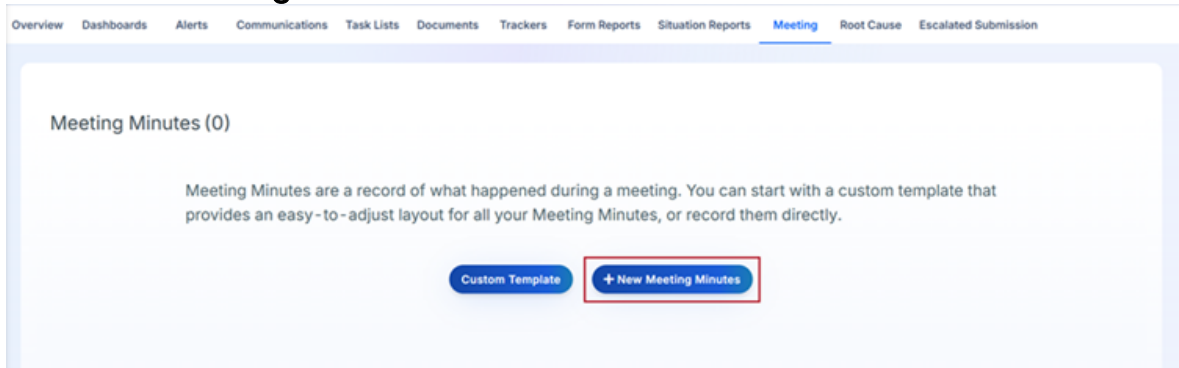 Overview Dashboards Alerts Communications Task Lists Documents Trackers Form Reports Situation Reports Meeting Root Cause Escalated Submission
Meeting Minutes (0)
Meeting Minutes are a record of what happened during a meeting. You can start with a custom template that
provides an easy-to-adjust layout for all your Meeting Minutes, or record them directly.
Custom Template + New Meeting Minutes